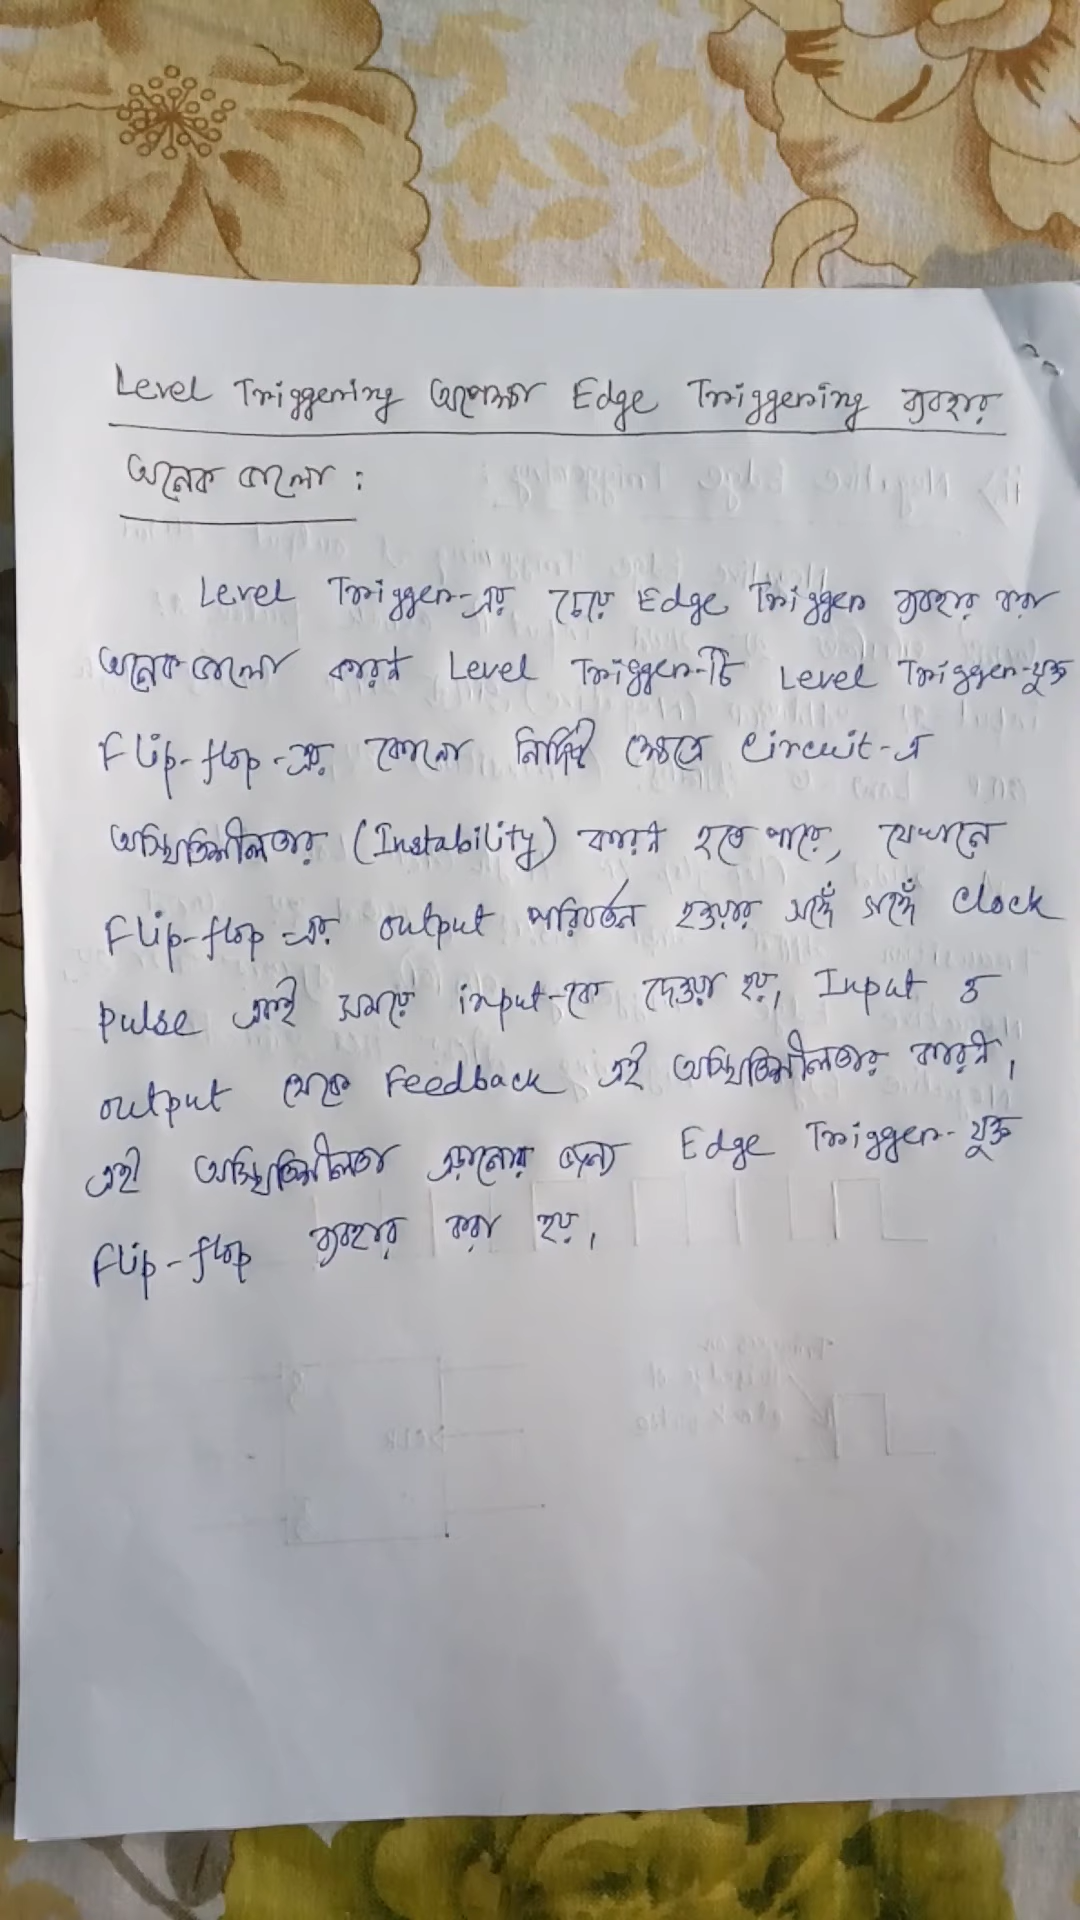 Level Triggering অপেক্ষা Edge Triggering ব্যবহার
অনেক ভালো :
Level Trigger-এর চেয়ে Edge Trigger ব্যবহার করা
অনেক ভালো কারণ Level Trigger-টি Level Trigger-যুক্ত
Flip-flop-এর কোনো নির্দিষ্ট ক্ষেত্রে Circuit-এ
অস্থিতিশীলতার (Instability) কারণ হতে পারে, যেখানে
Flip-flop-এর output পরিবর্তন হওয়ার সঙ্গেঁ সঙ্গেঁ Clock
pulse একই সময়ে input-কে দেওয়া হয়। Input ও
output থেকে Feedback এই অস্থিতিশীলতার কারণ।
এই অস্থিতিশীলতা এড়ানোর জন্য Edge Trigger-যুক্ত
Flip-flop ব্যবহার করা হয়।